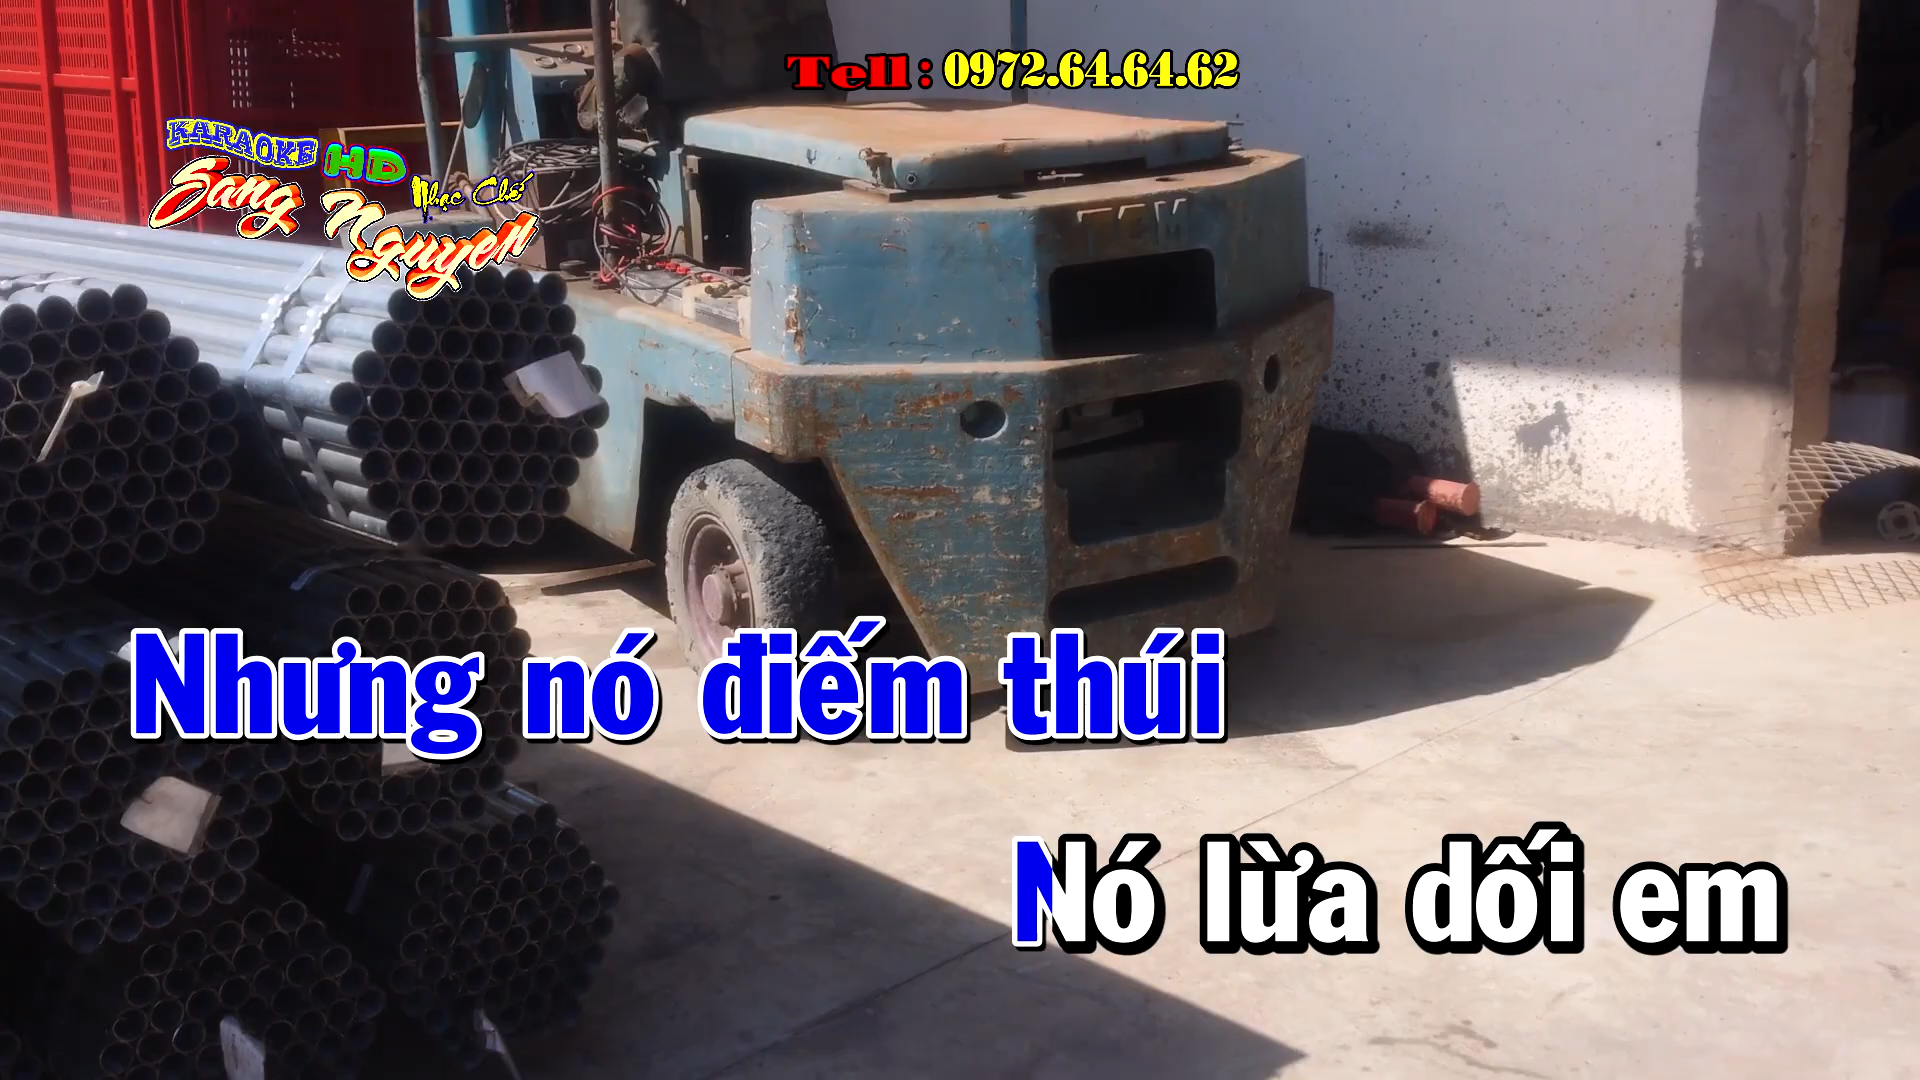 Tell : 0972.64.64.62
KARAOKE HD Nhạc Chế
Sang Nguyen
Nhưng nó điếm thúi
Nó lừa dối em